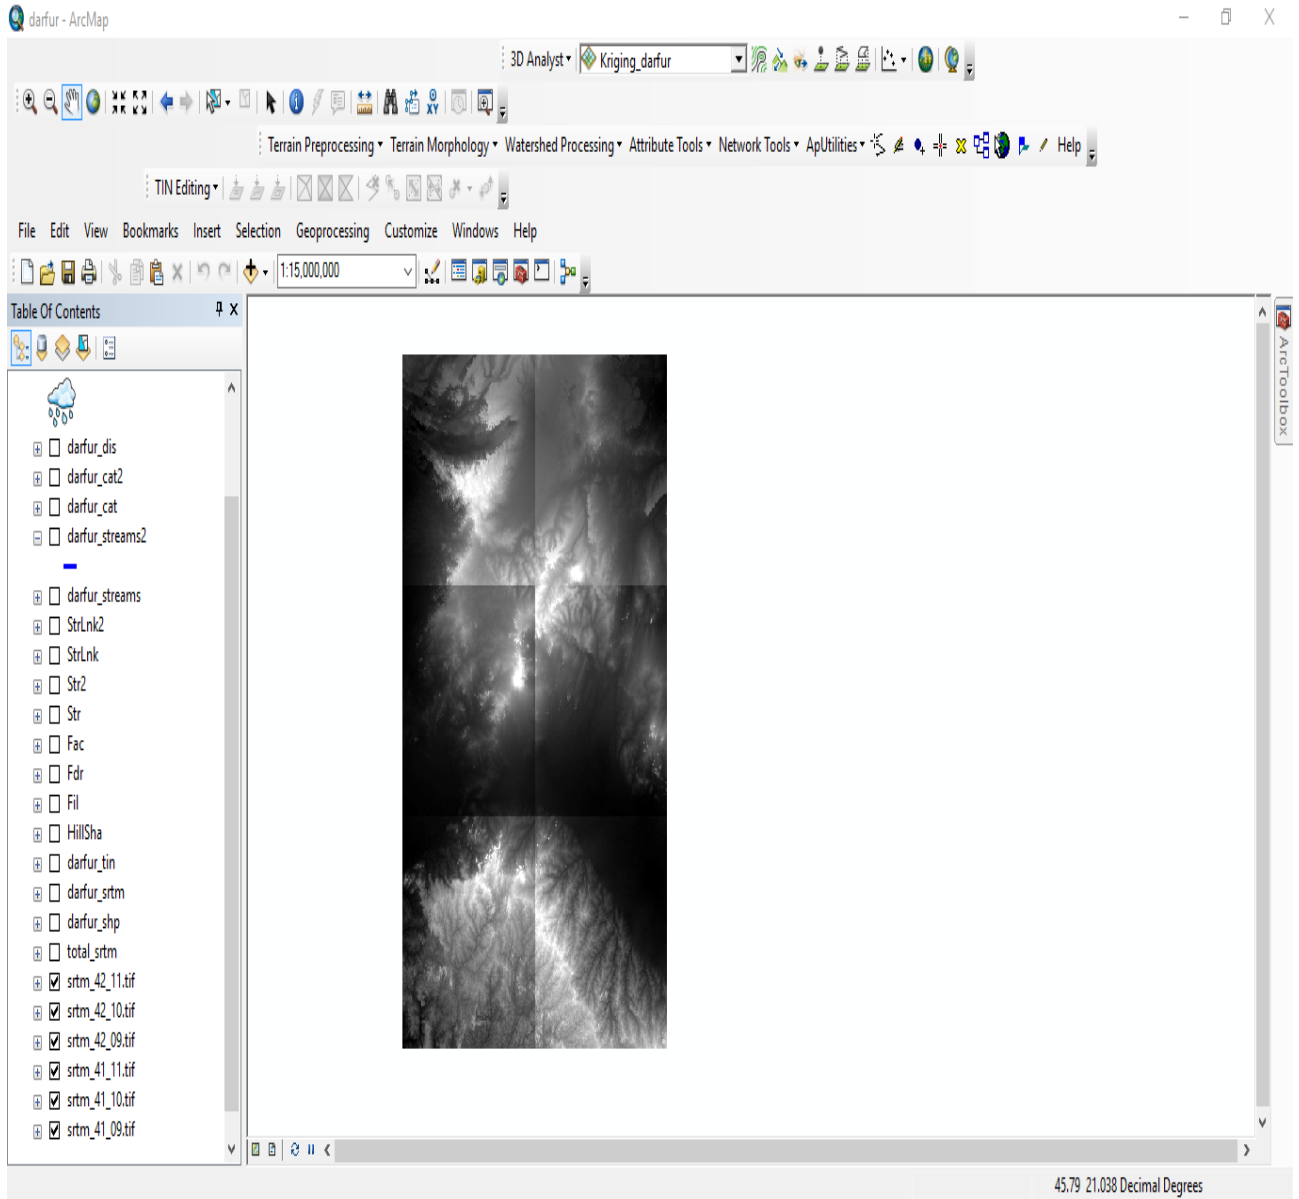 darfur - ArcMap
3D Analyst Kriging_darfur
Terrain Preprocessing Terrain Morphology Watershed Processing Attribute Tools Network Tools ApUtilities Help
TIN Editing
File Edit View Bookmarks Insert Selection Geoprocessing Customize Windows Help
1:15,000,000
Table Of Contents
ArcToolbox
darfur_dis
darfur_cat2
darfur_cat
darfur_streams2
darfur_streams
StrLnk2
StrLnk
Str2
Str
Fac
Fdr
Fil
HillSha
darfur_tin
darfur_srtm
darfur_shp
total_srtm
srtm_42_11.tif
srtm_42_10.tif
srtm_42_09.tif
srtm_41_11.tif
srtm_41_10.tif
srtm_41_09.tif
45.79 21.038 Decimal Degrees